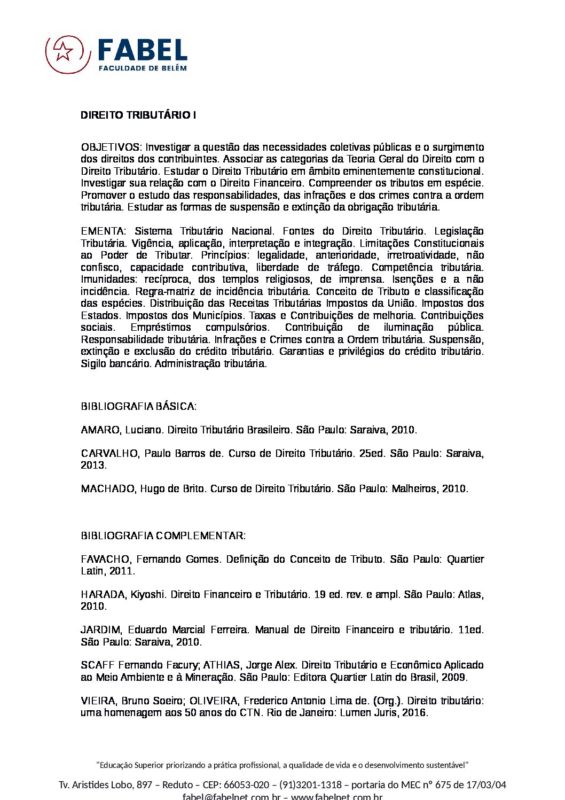 FABEL
FACULDADE DE BELÉM
DIREITO TRIBUTÁRIO I
OBJETIVOS: Investigar a questão das necessidades coletivas públicas e o surgimento
dos direitos dos contribuintes. Associar as categorias da Teoria Geral do Direito com o
Direito Tributário. Estudar o Direito Tributário em âmbito eminentemente constitucional.
Investigar sua relação com o Direito Financeiro. Compreender os tributos em espécie.
Promover o estudo das responsabilidades, das infrações e dos crimes contra a ordem
tributária. Estudar as formas de suspensão e extinção da obrigação tributária.
EMENTA: Sistema Tributário Nacional. Fontes do Direito Tributário. Legislação
Tributária. Vigência, aplicação, interpretação e integração. Limitações Constitucionais
ao Poder de Tributar. Princípios: legalidade, anterioridade, irretroatividade, não
confisco, capacidade contributiva, liberdade de tráfego. Competência tributária.
Imunidades: recíproca, dos templos religiosos, de imprensa. Isenções e a não
incidência. Regra-matriz de incidência tributária. Conceito de Tributo e classificação
das espécies. Distribuição das Receitas Tributárias Impostos da União. Impostos dos
Estados. Impostos dos Municípios. Taxas e Contribuições de melhoria. Contribuições
sociais. Empréstimos compulsórios. Contribuição de iluminação pública.
Responsabilidade tributária. Infrações e Crimes contra a Ordem tributária. Suspensão,
extinção e exclusão do crédito tributário. Garantias e privilégios do crédito tributário.
Sigilo bancário. Administração tributária.
BIBLIOGRAFIA BÁSICA:
AMARO, Luciano. Direito Tributário Brasileiro. São Paulo: Saraiva, 2010.
CARVALHO, Paulo Barros de. Curso de Direito Tributário. 25ed. São Paulo: Saraiva,
2013.
MACHADO, Hugo de Brito. Curso de Direito Tributário. São Paulo: Malheiros, 2010.
BIBLIOGRAFIA COMPLEMENTAR:
FAVACHO, Fernando Gomes. Definição do Conceito de Tributo. São Paulo: Quartier
Latin, 2011.
HARADA, Kiyoshi. Direito Financeiro e Tributário. 19 ed. rev. e ampl. São Paulo: Atlas,
2010.
JARDIM, Eduardo Marcial Ferreira. Manual de Direito Financeiro e tributário. 11ed.
São Paulo: Saraiva, 2010.
SCAFF Fernando Facury; ATHIAS, Jorge Alex. Direito Tributário e Econômico Aplicado
ao Meio Ambiente e à Mineração. São Paulo: Editora Quartier Latin do Brasil, 2009.
VIEIRA, Bruno Soeiro; OLIVEIRA, Frederico Antonio Lima de. (Org.). Direito tributário:
uma homenagem aos 50 anos do CTN. Rio de Janeiro: Lumen Juris, 2016.
"Educação Superior priorizando a prática profissional, a qualidade de vida e o desenvolvimento sustentável"
Tv. Aristides Lobo, 897 – Reduto – CEP: 66053-020 – (91)3201-1318 – portaria do MEC nº 675 de 17/03/04
fabel@fabelnet.com.br – www.fabelnet.com.br